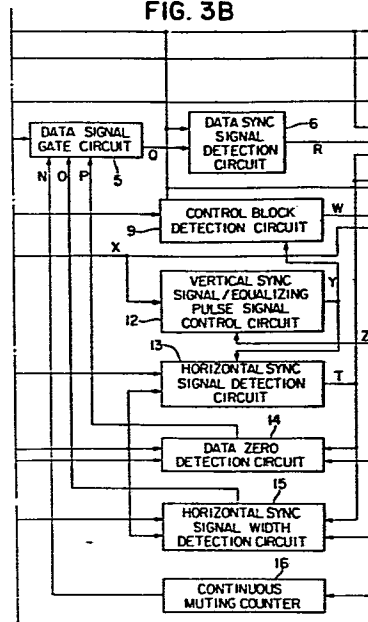 FIG. 3B
DATA SIGNAL
GATE CIRCUIT
5
Q
DATA SYNC
SIGNAL
DETECTION
CIRCUIT
6
R
N
O
P
CONTROL BLOCK
DETECTION CIRCUIT
9
W
X
VERTICAL SYNC
SIGNAL/EQUALIZING
PULSE SIGNAL
CONTROL CIRCUIT
12
Y
Z
13
HORIZONTAL SYNC
SIGNAL DETECTION
CIRCUIT
T
14
DATA ZERO
DETECTION CIRCUIT
15
HORIZONTAL SYNC
SIGNAL WIDTH
DETECTION CIRCUIT
16
CONTINUOUS
MUTING COUNTER